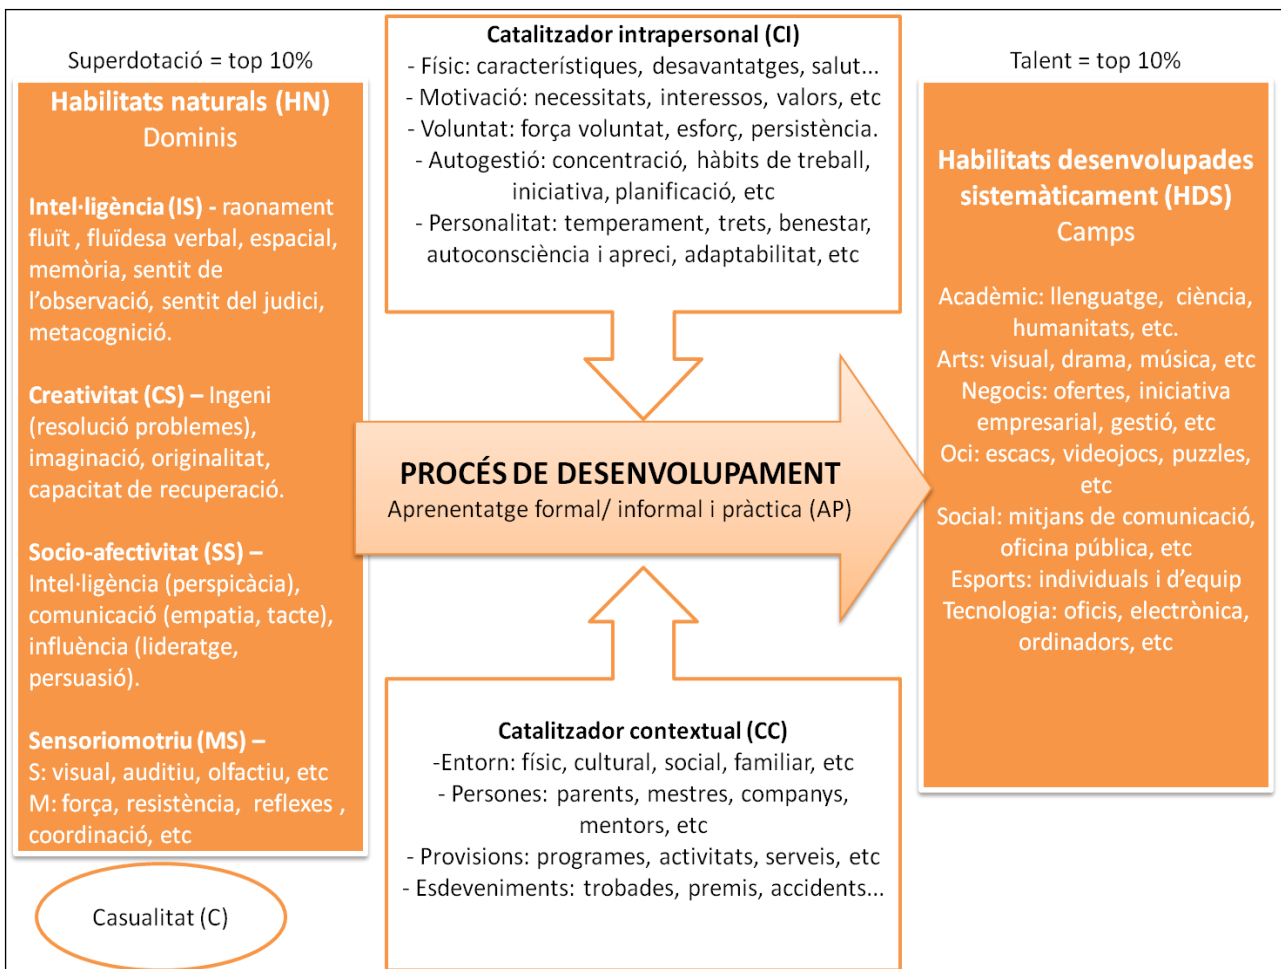 Superdotació = top 10%
Habilitats naturals (HN)
Dominis
Intel·ligència (IS) - raonament
fluït , fluïdesa verbal, espacial,
memòria, sentit de
l’observació, sentit del judici,
metacognició.
Creativitat (CS) – Ingeni
(resolució problemes),
imaginació, originalitat,
capacitat de recuperació.
Socio-afectivitat (SS) –
Intel·ligència (perspicàcia),
comunicació (empatia, tacte),
influència (lideratge,
persuasió).
Sensoriomotriu (MS) –
S: visual, auditiu, olfactiu, etc
M: força, resistència, reflexes ,
coordinació, etc
Casualitat (C)
Catalitzador intrapersonal (CI)
- Físic: característiques, desavantatges, salut...
- Motivació: necessitats, interessos, valors, etc
- Voluntat: força voluntat, esforç, persistència.
- Autogestió: concentració, hàbits de treball,
iniciativa, planificació, etc
- Personalitat: temperament, trets, benestar,
autoconsciència i apreci, adaptabilitat, etc
PROCÉS DE DESENVOLUPAMENT
Aprenentatge formal/ informal i pràctica (AP)
Catalitzador contextual (CC)
-Entorn: físic, cultural, social, familiar, etc
- Persones: parents, mestres, companys,
mentors, etc
- Provisions: programes, activitats, serveis, etc
- Esdeveniments: trobades, premis, accidents...
Talent = top 10%
Habilitats desenvolupades
sistemàticament (HDS)
Camps
Acadèmic: llenguatge, ciència,
humanitats, etc.
Arts: visual, drama, música, etc
Negocis: ofertes, iniciativa
empresarial, gestió, etc
Oci: escacs, videojocs, puzzles,
etc
Social: mitjans de comunicació,
oficina pública, etc
Esports: individuals i d’equip
Tecnologia: oficis, electrònica,
ordinadors, etc